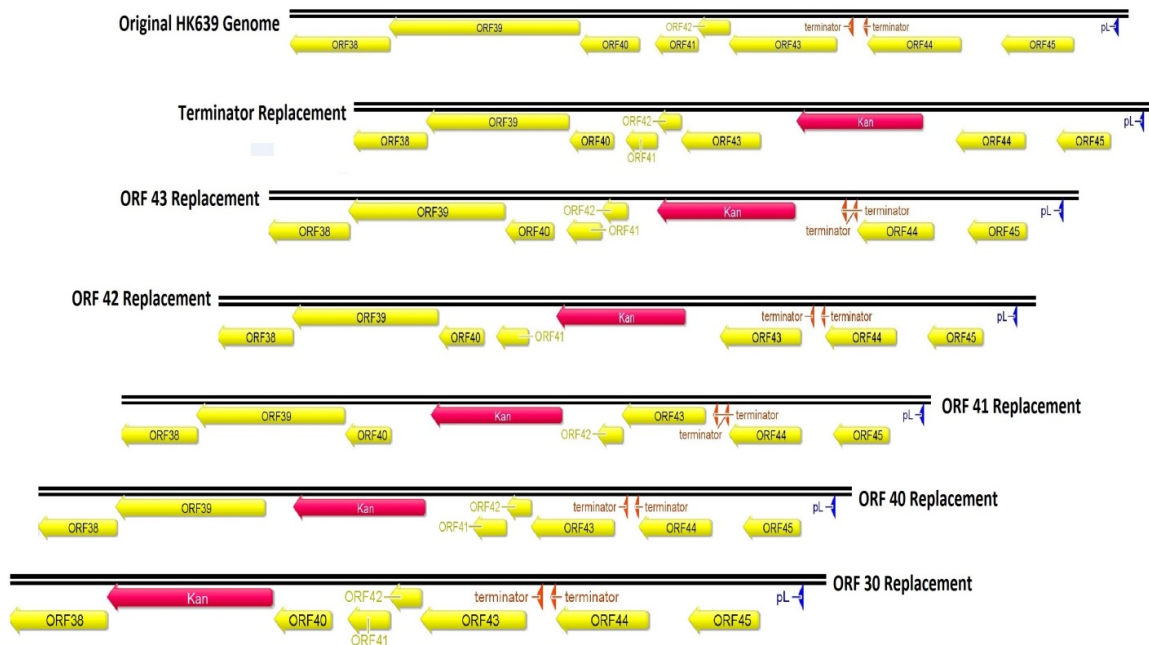 Original HK639 Genome
ORF42 terminator terminator pL
ORF39
ORF38 ORF40 ORF41 ORF43 ORF44 ORF45
Terminator Replacement
ORF42 pL
ORF39 Kan
ORF38 ORF40 ORF43 ORF44 ORF45
ORF41
ORF 43 Replacement
ORF39 ORF42 Kan terminator pL
ORF38 ORF40 ORF41 terminator ORF44 ORF45
ORF 42 Replacement
ORF39 Kan terminator terminator pL
ORF38 ORF40 ORF41 ORF43 ORF44 ORF45
ORF 41 Replacement
ORF39 Kan ORF43 terminator pL
ORF38 ORF40 ORF42 terminator ORF44 ORF45
ORF 40 Replacement
ORF39 Kan ORF42 terminator terminator pL
ORF38 ORF41 ORF43 ORF44 ORF45
ORF 30 Replacement
Kan ORF42 terminator terminator pL
ORF38 ORF40 ORF43 ORF44 ORF45
ORF41